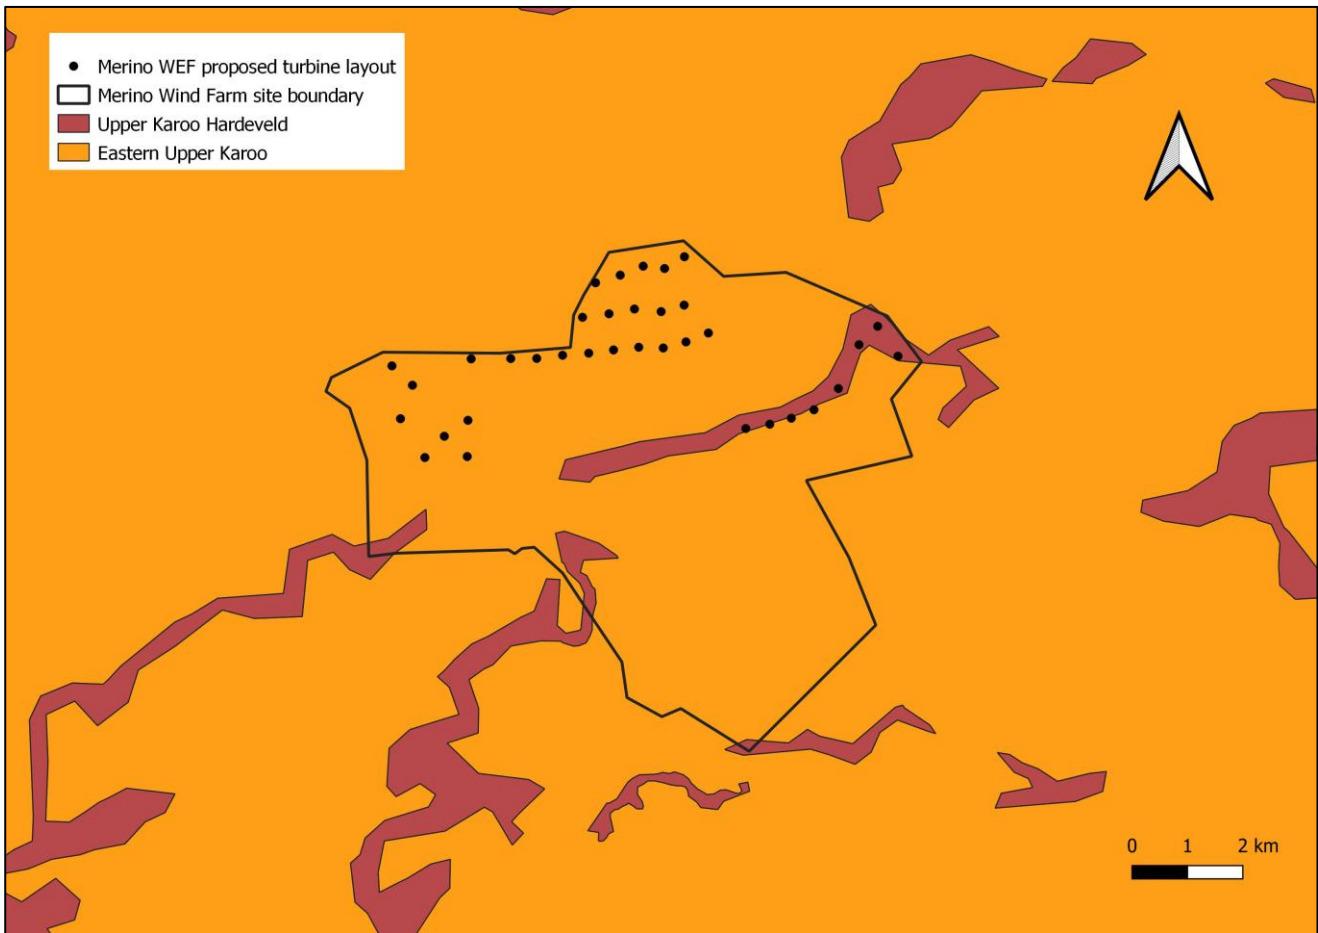 Merino WEF proposed turbine layout
Merino Wind Farm site boundary
Upper Karoo Hardeveld
Eastern Upper Karoo
0 1 2 km